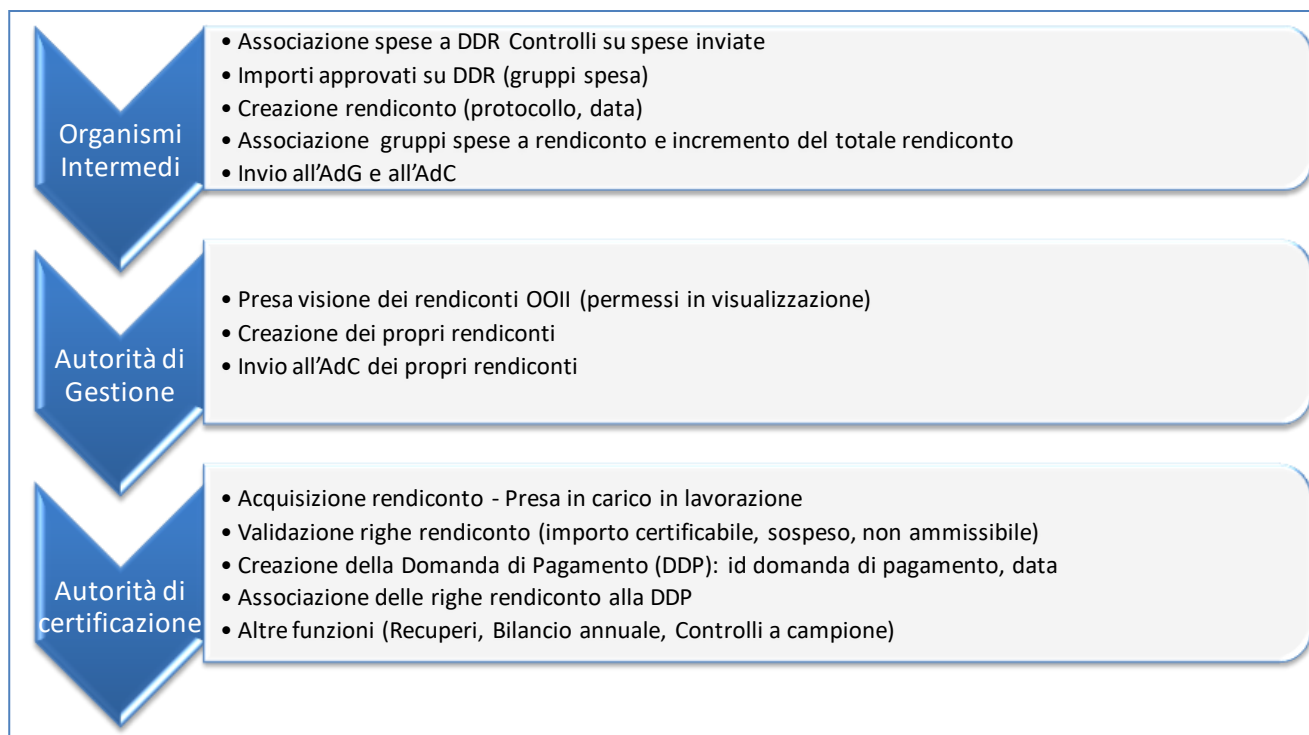 Organismi
Intermedi
• Associazione spese a DDR Controlli su spese inviate
• Importi approvati su DDR (gruppi spesa)
• Creazione rendiconto (protocollo, data)
• Associazione gruppi spese a rendiconto e incremento del totale rendiconto
• Invio all’AdG e all’AdC
Autorità di
Gestione
• Presa visione dei rendiconti OOII (permessi in visualizzazione)
• Creazione dei propri rendiconti
• Invio all’AdC dei propri rendiconti
Autorità di
certificazione
• Acquisizione rendiconto - Presa in carico in lavorazione
• Validazione righe rendiconto (importo certificabile, sospeso, non ammissibile)
• Creazione della Domanda di Pagamento (DDP): id domanda di pagamento, data
• Associazione delle righe rendiconto alla DDP
• Altre funzioni (Recuperi, Bilancio annuale, Controlli a campione)